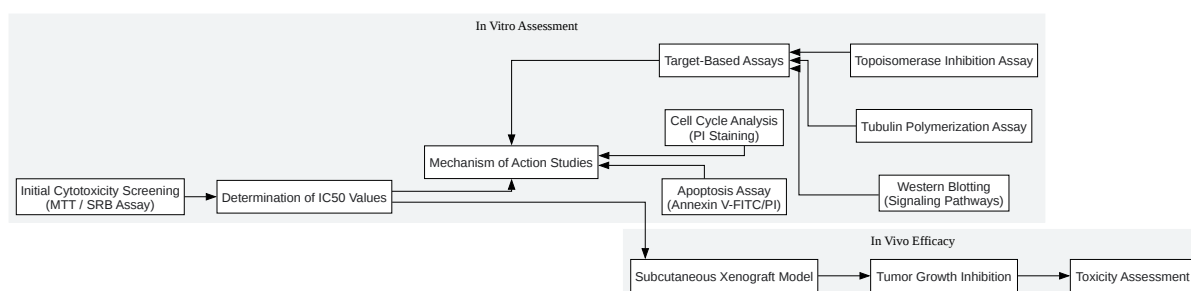 In Vitro Assessment
Target-Based Assays
Topoisomerase Inhibition Assay
Cell Cycle Analysis
(PI Staining)
Tubulin Polymerization Assay
Mechanism of Action Studies
Initial Cytotoxicity Screening
(MTT / SRB Assay)
Determination of IC50 Values
Apoptosis Assay
(Annexin V-FITC/PI)
Western Blotting
(Signaling Pathways)
In Vivo Efficacy
Subcutaneous Xenograft Model
Tumor Growth Inhibition
Toxicity Assessment